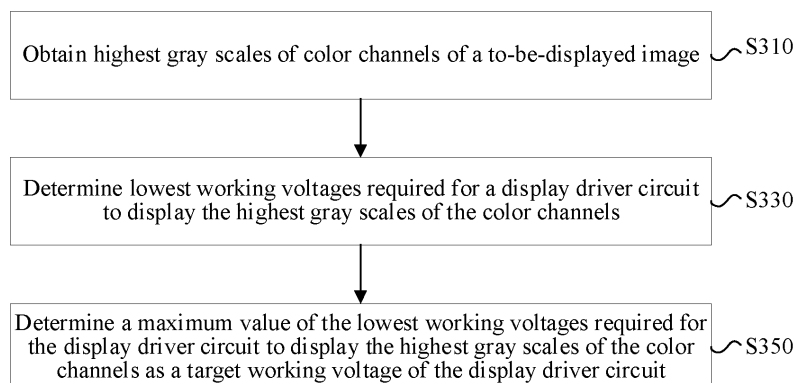 Obtain highest gray scales of color channels of a to-be-displayed image
S310
Determine lowest working voltages required for a display driver circuit
to display the highest gray scales of the color channels
S330
Determine a maximum value of the lowest working voltages required for
the display driver circuit to display the highest gray scales of the color
channels as a target working voltage of the display driver circuit
S350